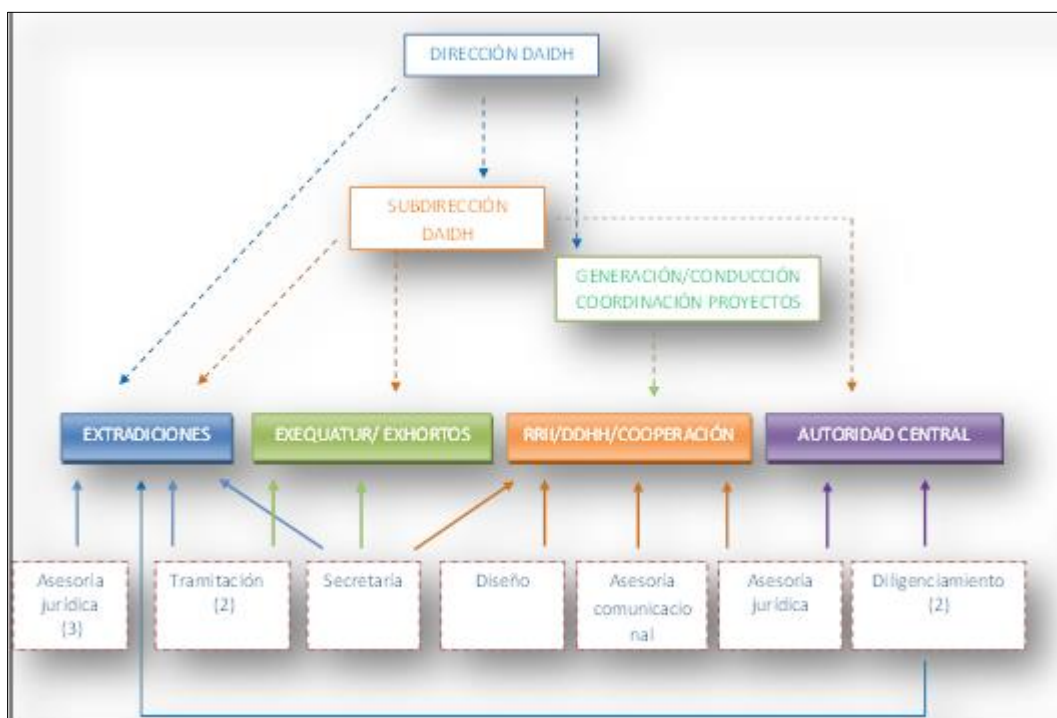 DIRECCIÓN DAIDH
SUBDIRECCIÓN
DAIDH
GENERACIÓN/CONDUCCIÓN
COORDINACIÓN PROYECTOS
EXTRADICIONES
EXEQUATUR/ EXHORTOS
RRII/DDHH/COOPERACIÓN
AUTORIDAD CENTRAL
Asesoría
jurídica
(3)
Tramitación
(2)
Secretaría
Diseño
Asesoría
comunicacio
nal
Asesoría
jurídica
Diligenciamiento
(2)